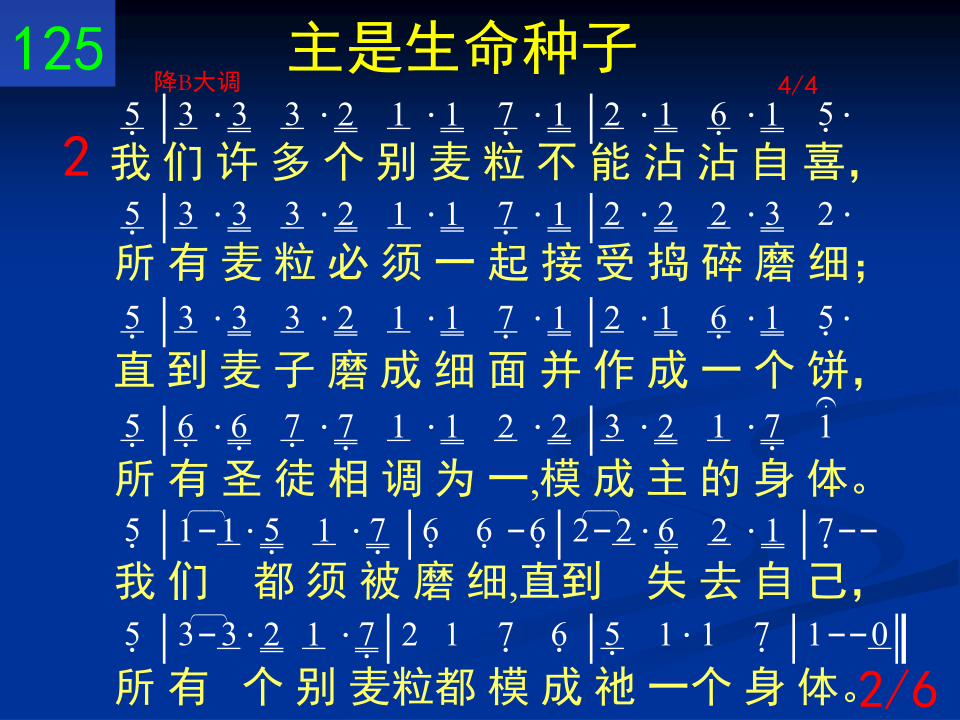 125 主是生命种子
降B大调 4/4
5 | 3 · 3 3 · 2 1 · 1 7 · 1 | 2 · 1 6 · 1 5 ·
2 我们许多个别麦粒不能沾沾自喜，
5 | 3 · 3 3 · 2 1 · 1 7 · 1 | 2 · 2 2 · 3 2 ·
所有麦粒必须一起接受捣碎磨细；
5 | 3 · 3 3 · 2 1 · 1 7 · 1 | 2 · 1 6 · 1 5 ·
直到麦子磨成细面并作成一个饼，
5 | 6 · 6 7 · 7 1 · 1 2 · 2 | 3 · 2 1 · 7 1
所有圣徒相调为一,模成主的身体。
5 | 1 - 1 · 5 1 · 7 | 6 6 - 6 | 2 - 2 · 6 2 · 1 | 7 - -
我们 都须被磨细,直到 失去自己，
5 | 3 - 3 · 2 1 · 7 | 2 1 7 6 | 5 1 · 1 7 | 1 - - 0 ‖
所有 个别麦粒都模成祂一个身体。
2/6